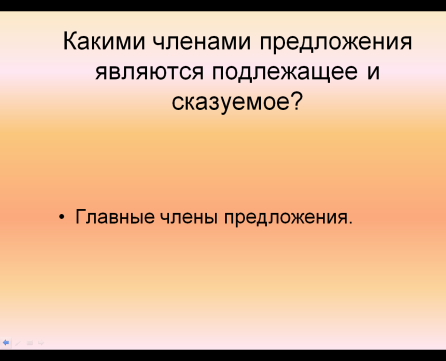 Какими членами предложения
являются подлежащее и
сказуемое?
• Главные члены предложения.